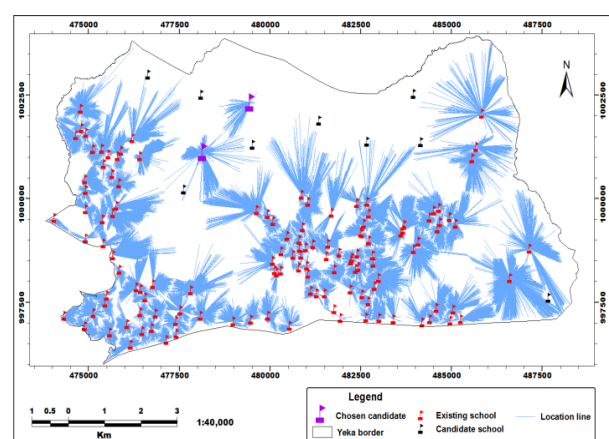 475000 477500 480000 482500 485000 487500
1002500 1002500
N
1000000 1000000
997500 997500
475000 477500 480000 482500 485000 487500
1 0.5 0 1 2 3
1:40,000
Km
Legend
Chosen candidate Existing school Location line
Yeka border Candidate school